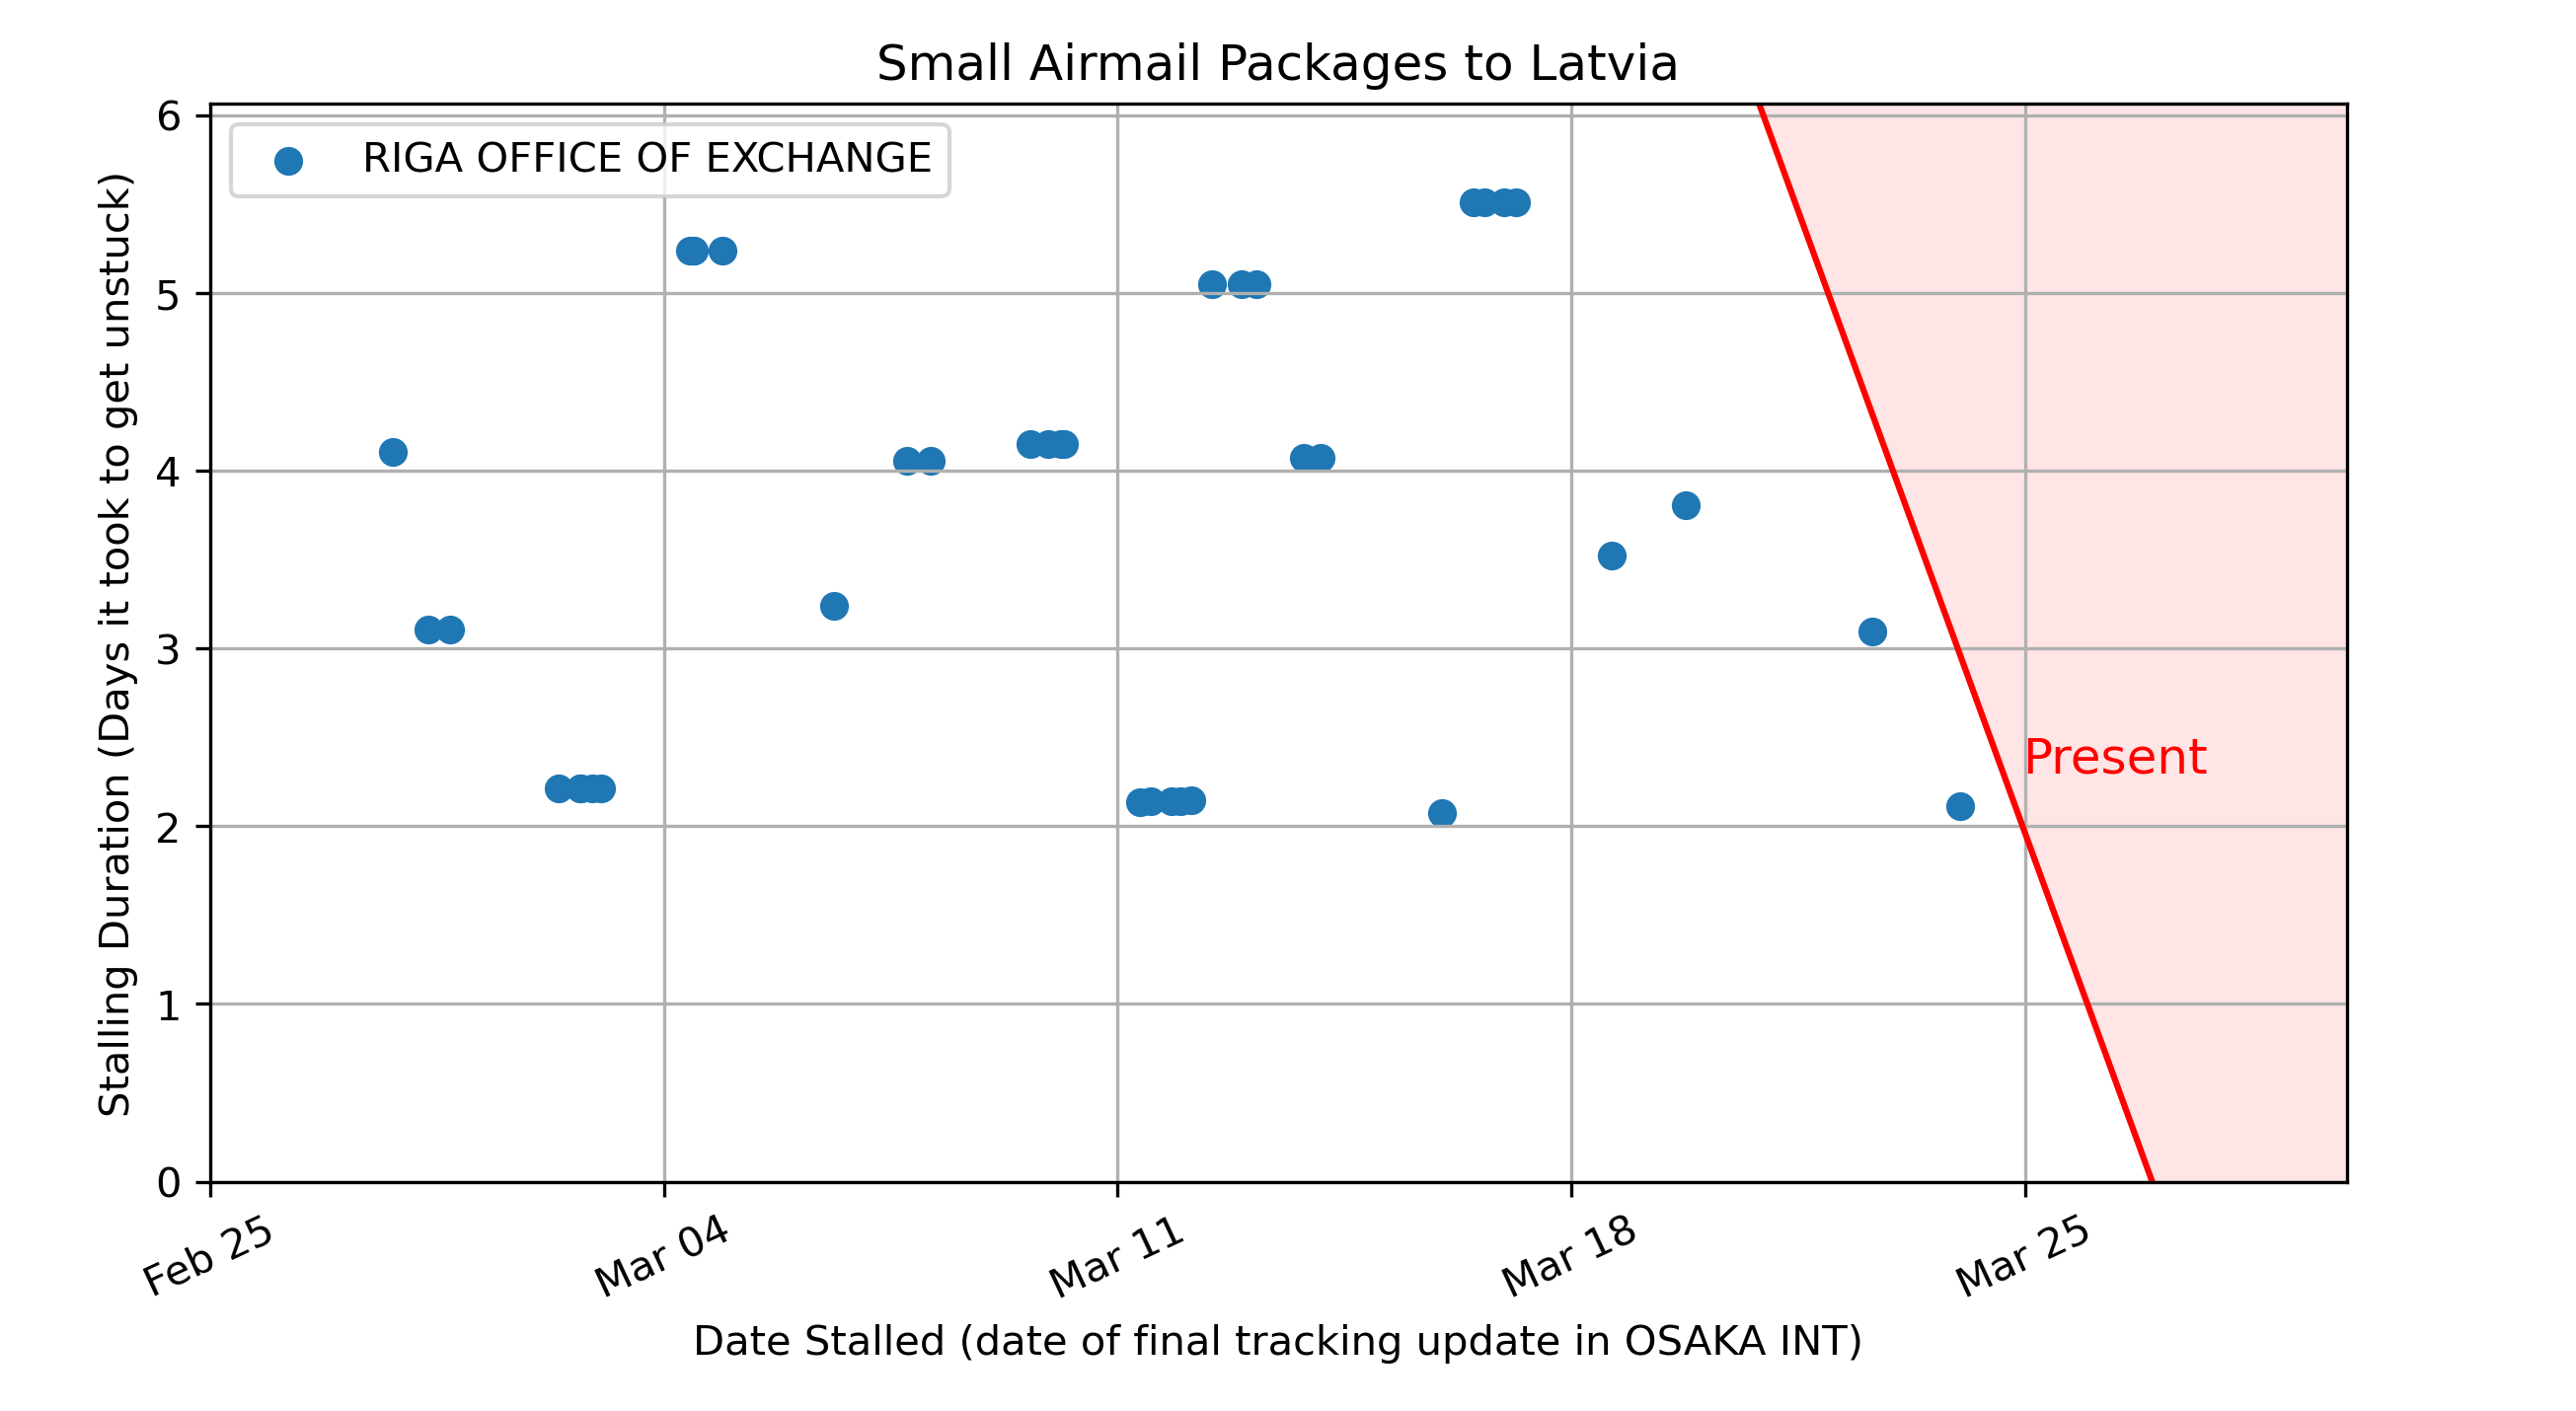 Small Airmail Packages to Latvia
RIGA OFFICE OF EXCHANGE
Stalling Duration (Days it took to get unstuck)
6
5
4
3
2
1
0
Present
Feb 25
Mar 04
Mar 11
Mar 18
Mar 25
Date Stalled (date of final tracking update in OSAKA INT)